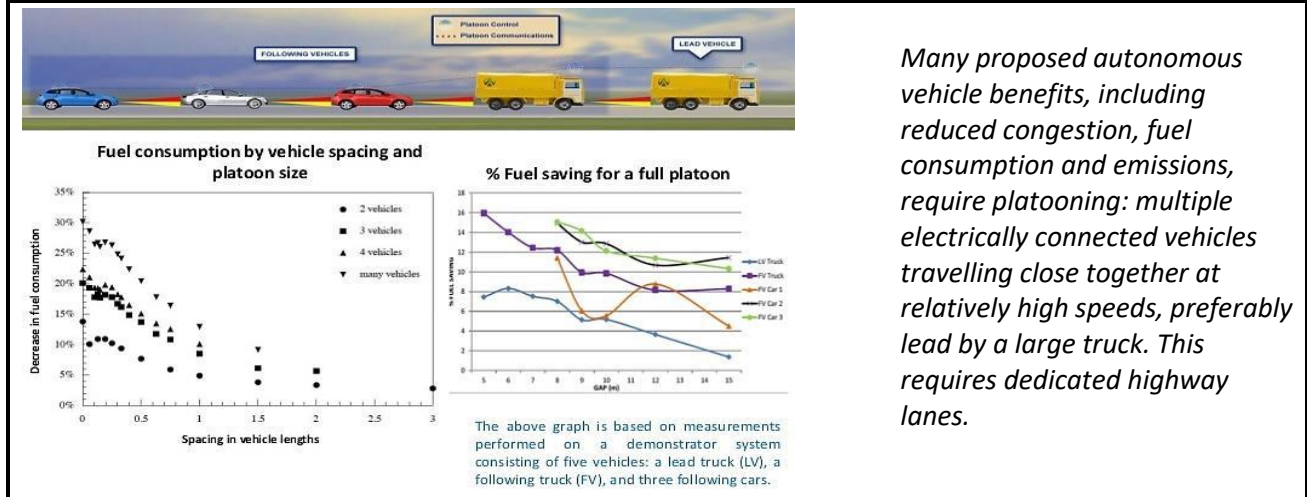 Platoon Control
Platoon Communications
FOLLOWING VEHICLES
LEAD VEHICLE
Fuel consumption by vehicle spacing and
platoon size
Decrease in fuel consumption
35%
30%
25%
20%
15%
10%
5%
0%
2 vehicles
3 vehicles
4 vehicles
many vehicles
0 0.5 1 1.5 2 2.5 3
Spacing in vehicle lengths
% Fuel saving for a full platoon
% FUEL SAVING
18
16
14
12
10
8
6
4
2
0
LV Truck
FV Truck
FV Car 1
FV Car 2
FV Car 3
5 6 7 8 9 10 12 15
GAP (m)
The above graph is based on measurements
performed on a demonstrator system
consisting of five vehicles: a lead truck (LV), a
following truck (FV), and three following cars.
Many proposed autonomous
vehicle benefits, including
reduced congestion, fuel
consumption and emissions,
require platooning: multiple
electrically connected vehicles
travelling close together at
relatively high speeds, preferably
lead by a large truck. This
requires dedicated highway
lanes.